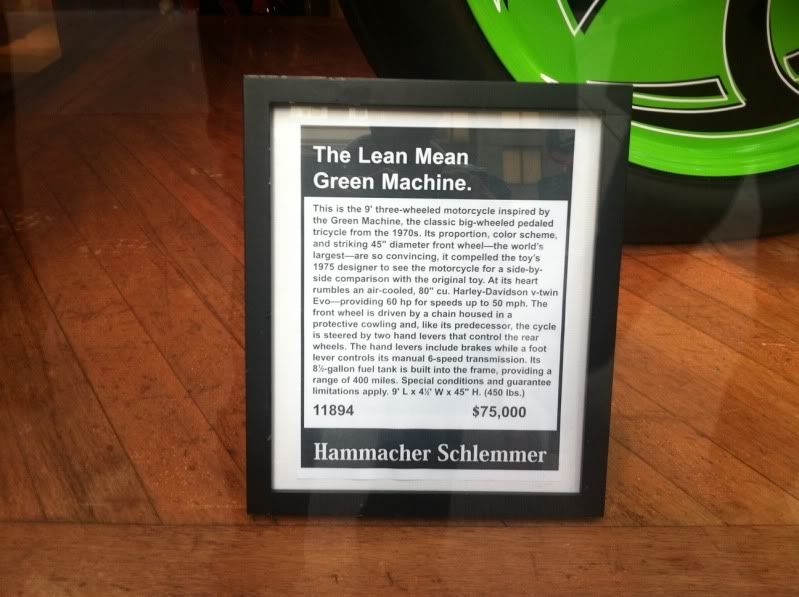 The Lean Mean
Green Machine.
This is the 9' three-wheeled motorcycle inspired by
the Green Machine, the classic big-wheeled pedaled
tricycle from the 1970s. Its proportion, color scheme,
and striking 45" diameter front wheel—the world's
largest—are so convincing, it compelled the toy's
1975 designer to see the motorcycle for a side-by-
side comparison with the original toy. At its heart
rumbles an air-cooled, 80" cu. Harley-Davidson v-twin
Evo—providing 60 hp for speeds up to 50 mph. The
front wheel is driven by a chain housed in a
protective cowling and, like its predecessor, the cycle
is steered by two hand levers that control the rear
wheels. The hand levers include brakes while a foot
lever controls its manual 6-speed transmission. Its
8½-gallon fuel tank is built into the frame, providing a
range of 400 miles. Special conditions and guarantee
limitations apply. 9' L x 4½' W x 45" H. (450 lbs.)
11894 $75,000
Hammacher Schlemmer